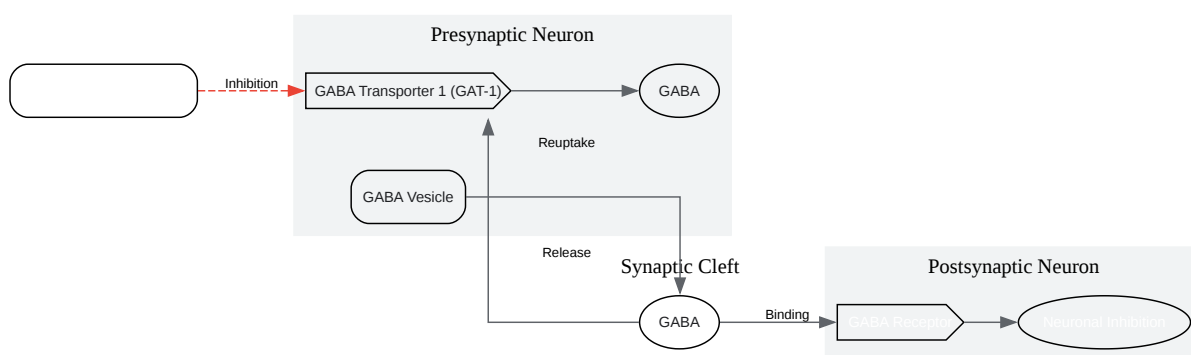 Presynaptic Neuron
Inhibition
GABA Transporter 1 (GAT-1)
GABA
Reuptake
GABA Vesicle
Release
Synaptic Cleft
Postsynaptic Neuron
GABA
Binding
GABA Receptor
Neuronal Inhibition